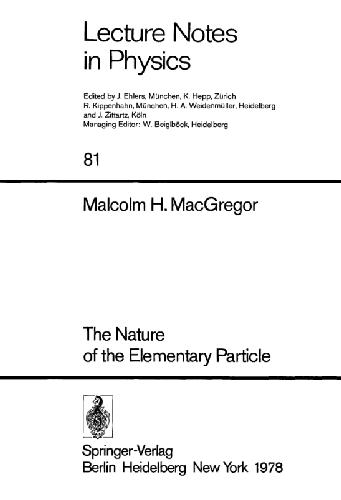 Lecture Notes
in Physics
Edited by J. Ehlers, München, K. Hepp, Zürich
R. Kippenhahn, München, H. A. Weidenmüller, Heidelberg
and J. Zittartz, Köln
Managing Editor: W. Beiglböck, Heidelberg
81
Malcolm H. MacGregor
The Nature
of the Elementary Particle
Springer-Verlag
Berlin Heidelberg New York 1978